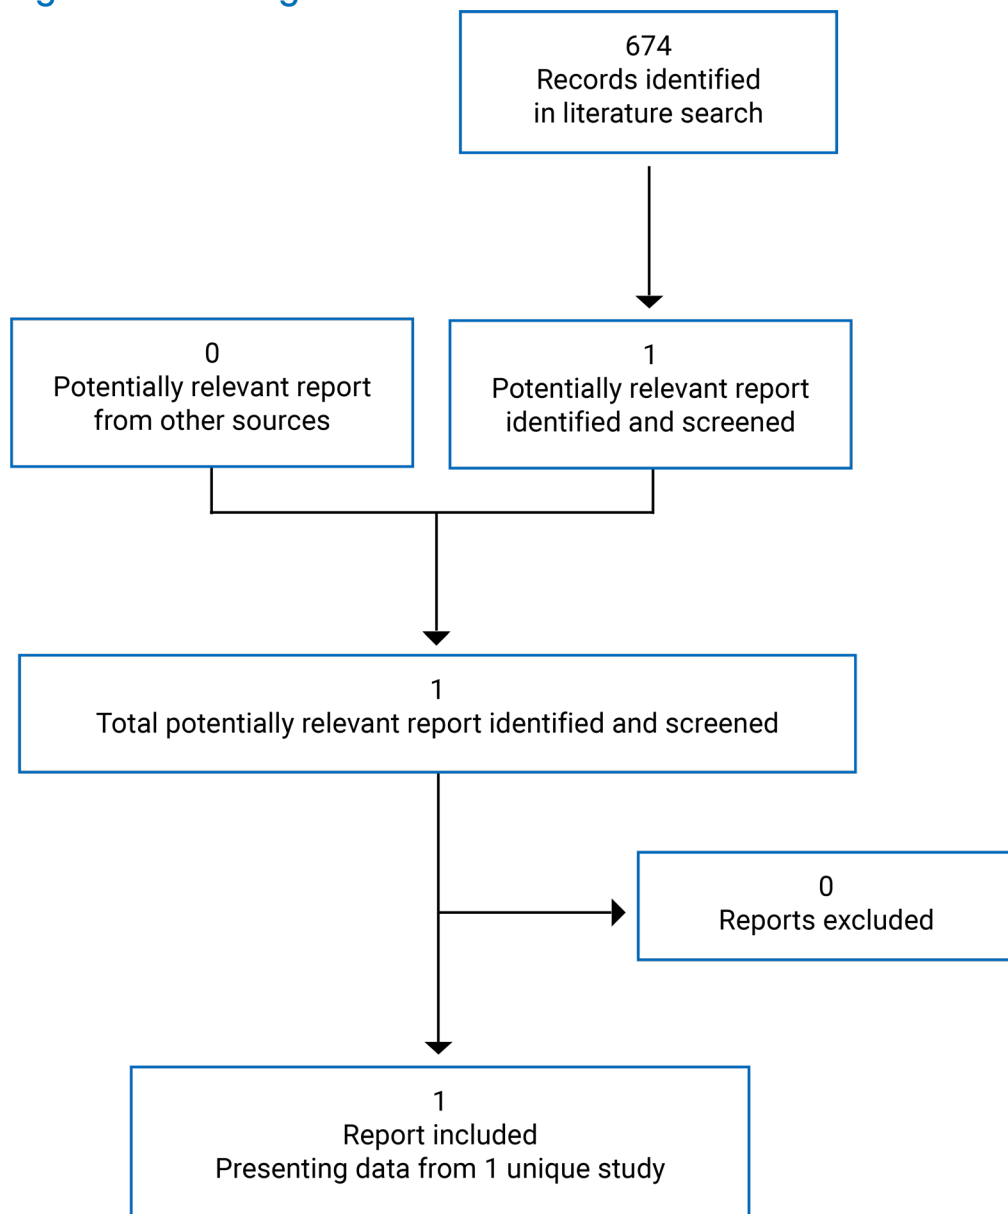 674
Records identified
in literature search
0
Potentially relevant report
from other sources
1
Potentially relevant report
identified and screened
1
Total potentially relevant report identified and screened
0
Reports excluded
1
Report included
Presenting data from 1 unique study